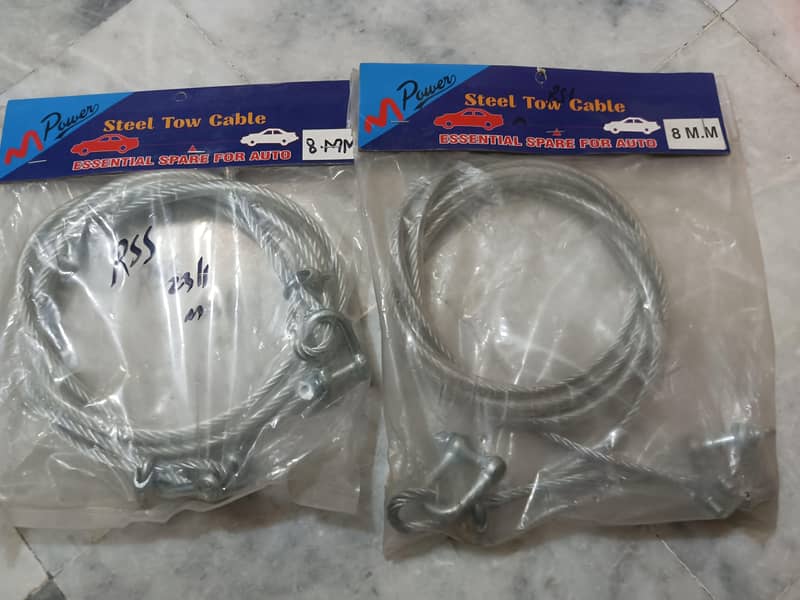 M Power
Steel Tow Cable
8.MM
ESSENTIAL SPARE FOR AUTO
RSS
M Power
Steel Tow Cable
8 M.M
ESSENTIAL SPARE FOR AUTO